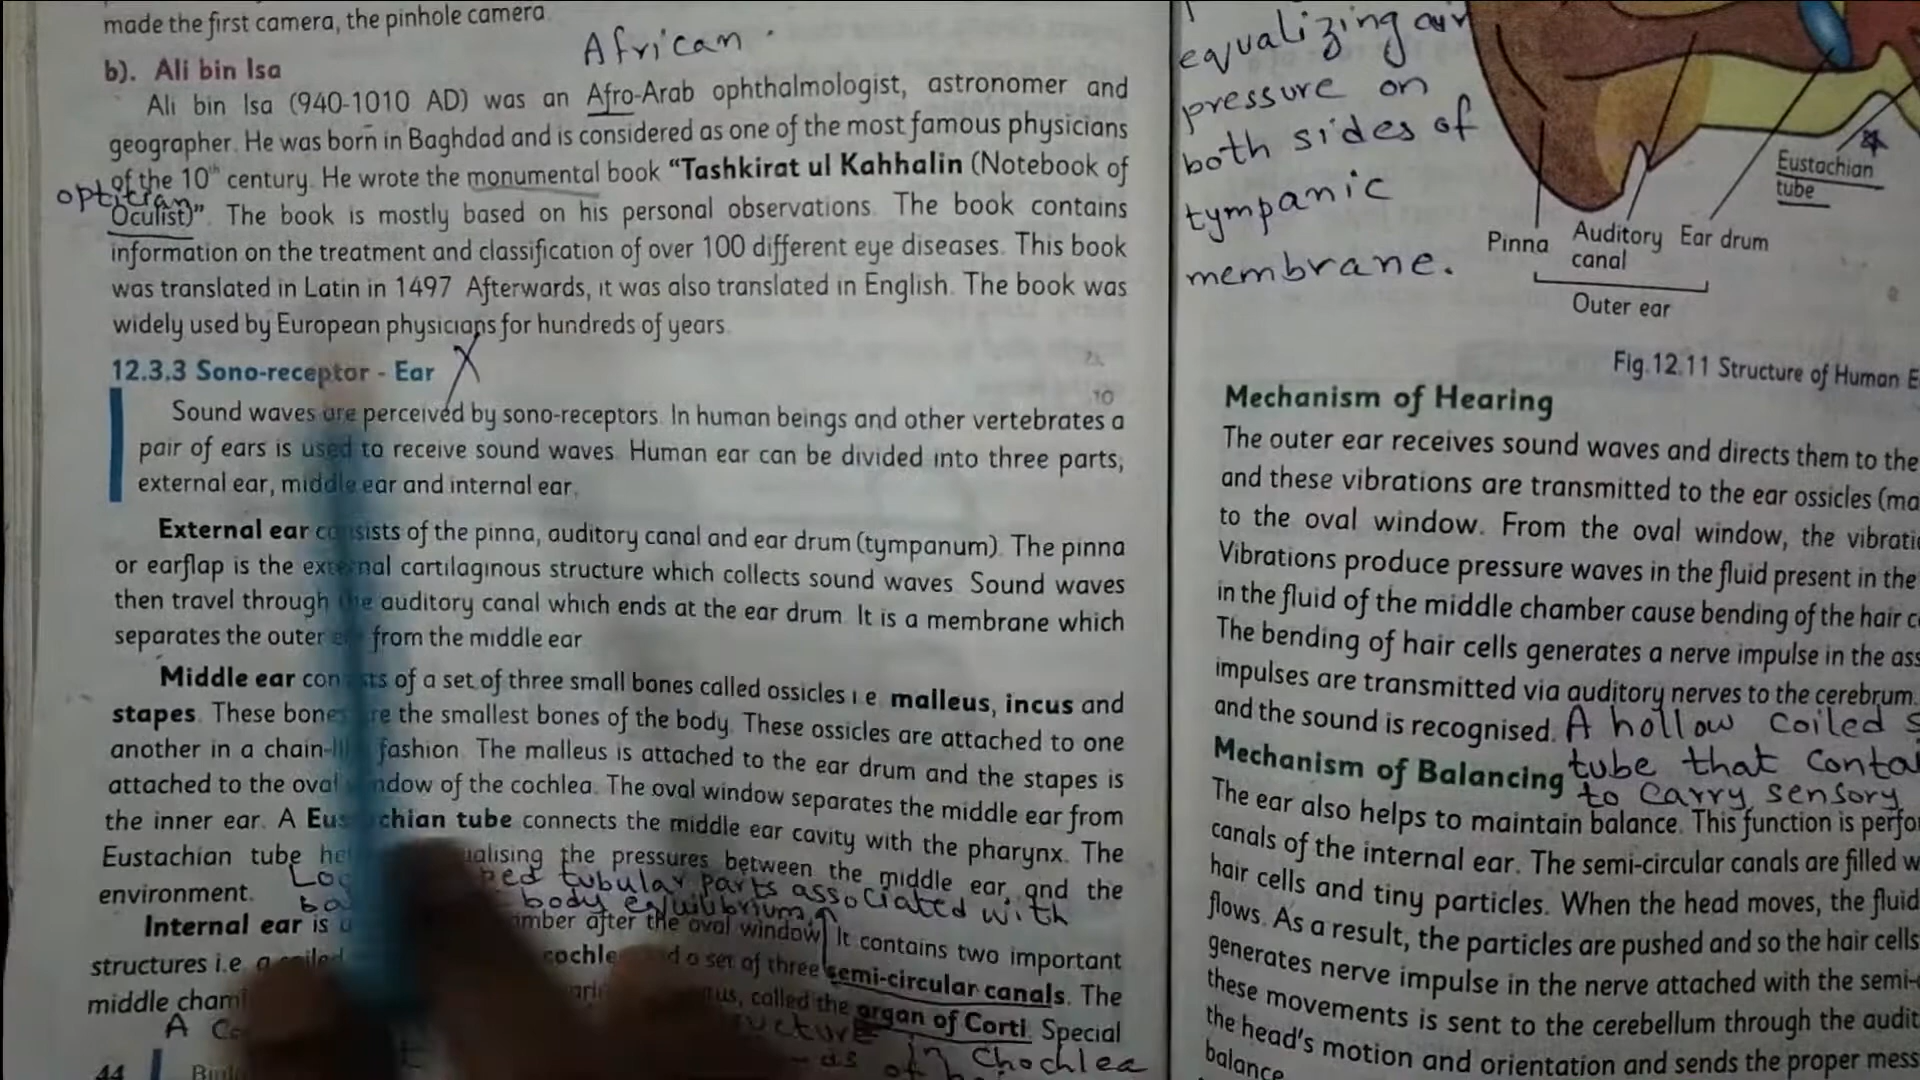 made the first camera, the pinhole camera
African
b). Ali bin Isa
Ali bin Isa (940-1010 AD) was an Afro-Arab ophthalmologist, astronomer and
geographer. He was born in Baghdad and is considered as one of the most famous physicians
of the 10th century. He wrote the monumental book “Tashkirat ul Kahhalin (Notebook of
optitian
Oculist)”. The book is mostly based on his personal observations. The book contains
information on the treatment and classification of over 100 different eye diseases. This book
was translated in Latin in 1497 Afterwards, it was also translated in English. The book was
widely used by European physicians for hundreds of years
12.3.3 Sono-receptor - Ear
Sound waves are perceived by sono-receptors. In human beings and other vertebrates a
pair of ears is used to receive sound waves. Human ear can be divided into three parts;
external ear, middle ear and internal ear.
External ear consists of the pinna, auditory canal and ear drum (tympanum). The pinna
or earflap is the external cartilaginous structure which collects sound waves. Sound waves
then travel through the auditory canal which ends at the ear drum. It is a membrane which
separates the outer from the middle ear
Middle ear consists of a set of three small bones called ossicles i.e. malleus, incus and
stapes. These bones are the smallest bones of the body. These ossicles are attached to one
another in a chain-like fashion. The malleus is attached to the ear drum and the stapes is
attached to the oval window of the cochlea. The oval window separates the middle ear from
the inner ear. A Eustachian tube connects the middle ear cavity with the pharynx. The
Eustachian tube the pressures between the middle ear and the
environment.
tubular parts associated with
body equilibrium
Internal ear is after the oval window. It contains two important
structures i.e. a coiled a set of three semi-circular canals. The
middle called the organ of Corti. Special
A
in Chochlea
44
equalizing air
pressure on
both sides of
tympanic
membrane.
Eustachian
tube
Pinna
Auditory
canal
Ear drum
Outer ear
Fig.12.11 Structure of Human
Mechanism of Hearing
The outer ear receives sound waves and directs them to the
and these vibrations are transmitted to the ear ossicles
to the oval window. From the oval window, the
Vibrations produce pressure waves in the fluid present in the
in the fluid of the middle chamber cause bending of the hair
The bending of hair cells generates a nerve impulse in the
impulses are transmitted via auditory nerves to the cerebrum.
and the sound is recognised. A hollow coiled
Mechanism of Balancing tube that
to carry sensory
The ear also helps to maintain balance. This function is
canals of the internal ear. The semi-circular canals are filled
hair cells and tiny particles. When the head moves, the fluid
flows. As a result, the particles are pushed and so the hair cells
generates nerve impulse in the nerve attached with the
these movements is sent to the cerebellum through the
the head's motion and orientation and sends the proper
balance